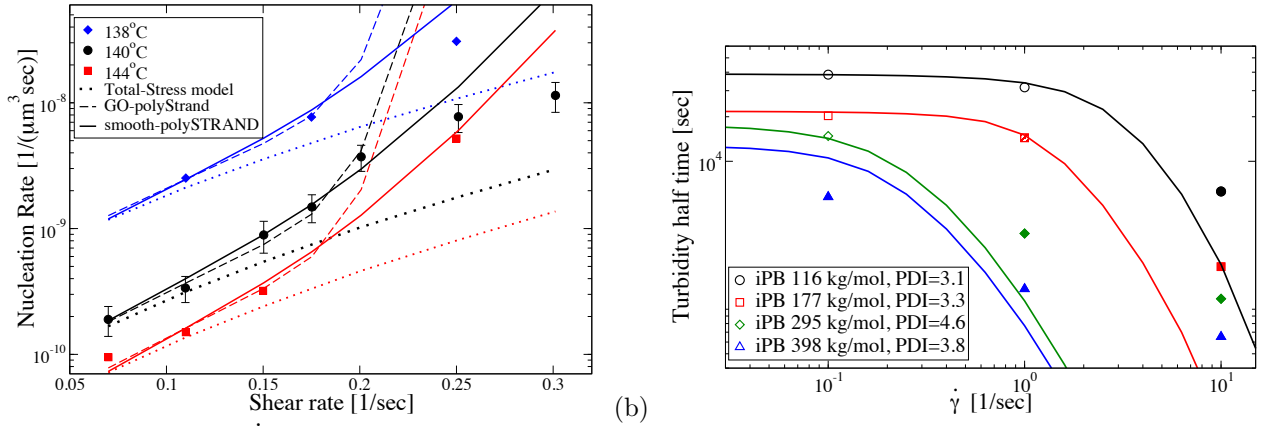 Nucleation Rate [1/(μm³ sec)]
10⁻⁸
10⁻⁹
10⁻¹⁰
138°C
140°C
144°C
Total-Stress model
GO-polyStrand
smooth-polySTRAND
0.05 0.1 0.15 0.2 0.25 0.3
Shear rate [1/sec]
(b)
Turbidity half time [sec]
10⁴
iPB 116 kg/mol, PDI=3.1
iPB 177 kg/mol, PDI=3.3
iPB 295 kg/mol, PDI=4.6
iPB 398 kg/mol, PDI=3.8
10⁻¹ 10⁰ 10¹
γ̇ [1/sec]